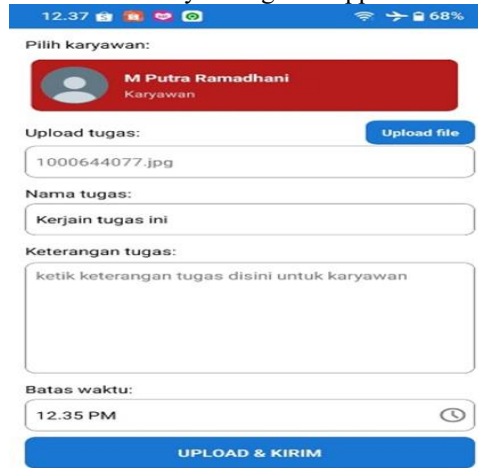 12.37 68%
Pilih karyawan:
M Putra Ramadhani
Karyawan
Upload tugas: Upload file
1000644077.jpg
Nama tugas:
Kerjain tugas ini
Keterangan tugas:
ketik keterangan tugas disini untuk karyawan
Batas waktu:
12.35 PM
UPLOAD & KIRIM